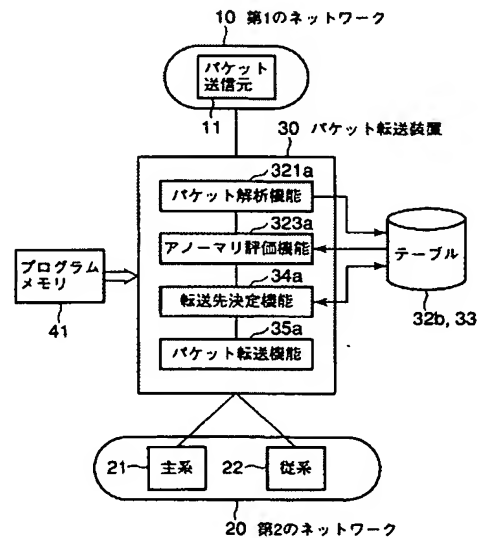 10 第1のネットワーク
パケット
送信元
11
30 パケット転送装置
321a
パケット解析機能
323a
アノーマリ評価機能
34a
転送先決定機能
35a
パケット転送機能
プログラム
メモリ
41
テーブル
32b, 33
21 主系
22 従系
20 第2のネットワーク